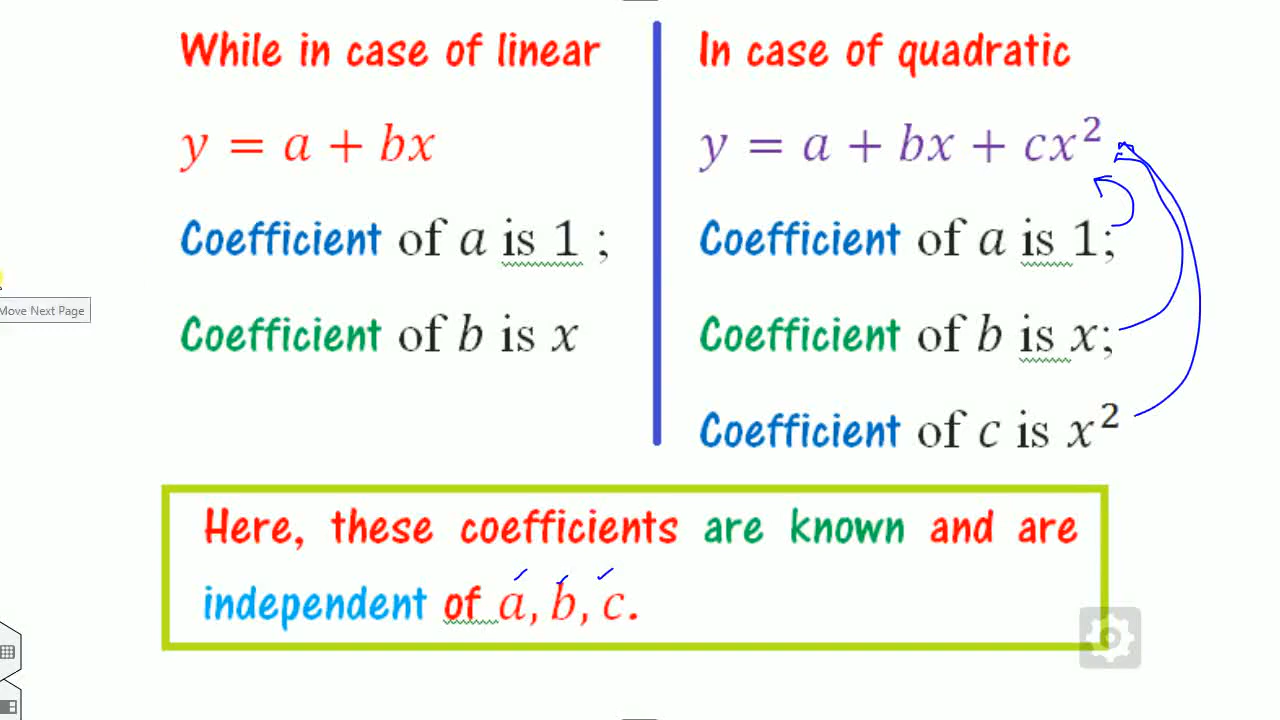 While in case of linear
y = a + bx
Coefficient of a is 1 ;
Coefficient of b is x
In case of quadratic
y = a + bx + cx²
Coefficient of a is 1;
Coefficient of b is x;
Coefficient of c is x²
Here, these coefficients are known and are
independent of a, b, c.
Move Next Page